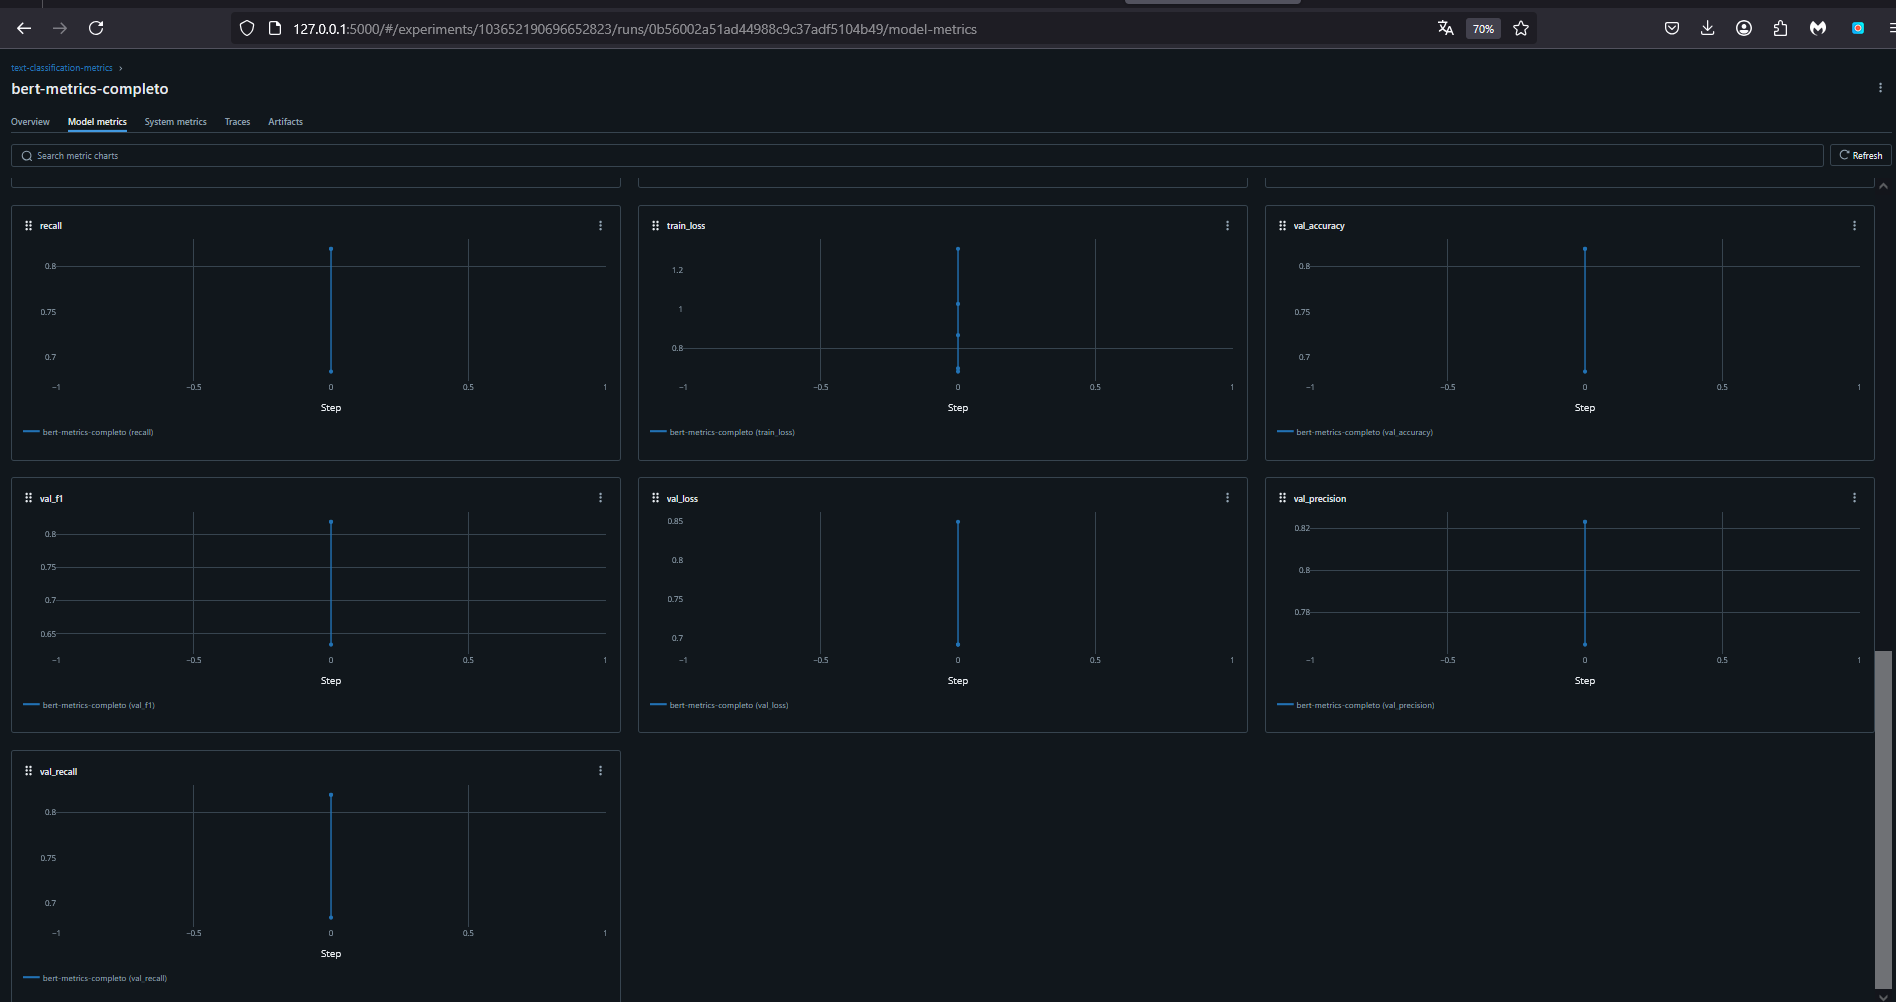 127.0.0.1:5000/#/experiments/103652190696652823/runs/0b56002a51ad44988c9c37adf5104b49/model-metrics
70%
text-classification-metrics ›
bert-metrics-completo
Overview Model metrics System metrics Traces Artifacts
Search metric charts
Refresh
recall
0.8
0.75
0.7
−1 −0.5 0 0.5 1
Step
bert-metrics-completo (recall)
train_loss
1.2
1
0.8
−1 −0.5 0 0.5 1
Step
bert-metrics-completo (train_loss)
val_accuracy
0.8
0.75
0.7
−1 −0.5 0 0.5 1
Step
bert-metrics-completo (val_accuracy)
val_f1
0.8
0.75
0.7
0.65
−1 −0.5 0 0.5 1
Step
bert-metrics-completo (val_f1)
val_loss
0.85
0.8
0.75
0.7
−1 −0.5 0 0.5 1
Step
bert-metrics-completo (val_loss)
val_precision
0.82
0.8
0.78
−1 −0.5 0 0.5 1
Step
bert-metrics-completo (val_precision)
val_recall
0.8
0.75
0.7
−1 −0.5 0 0.5 1
Step
bert-metrics-completo (val_recall)